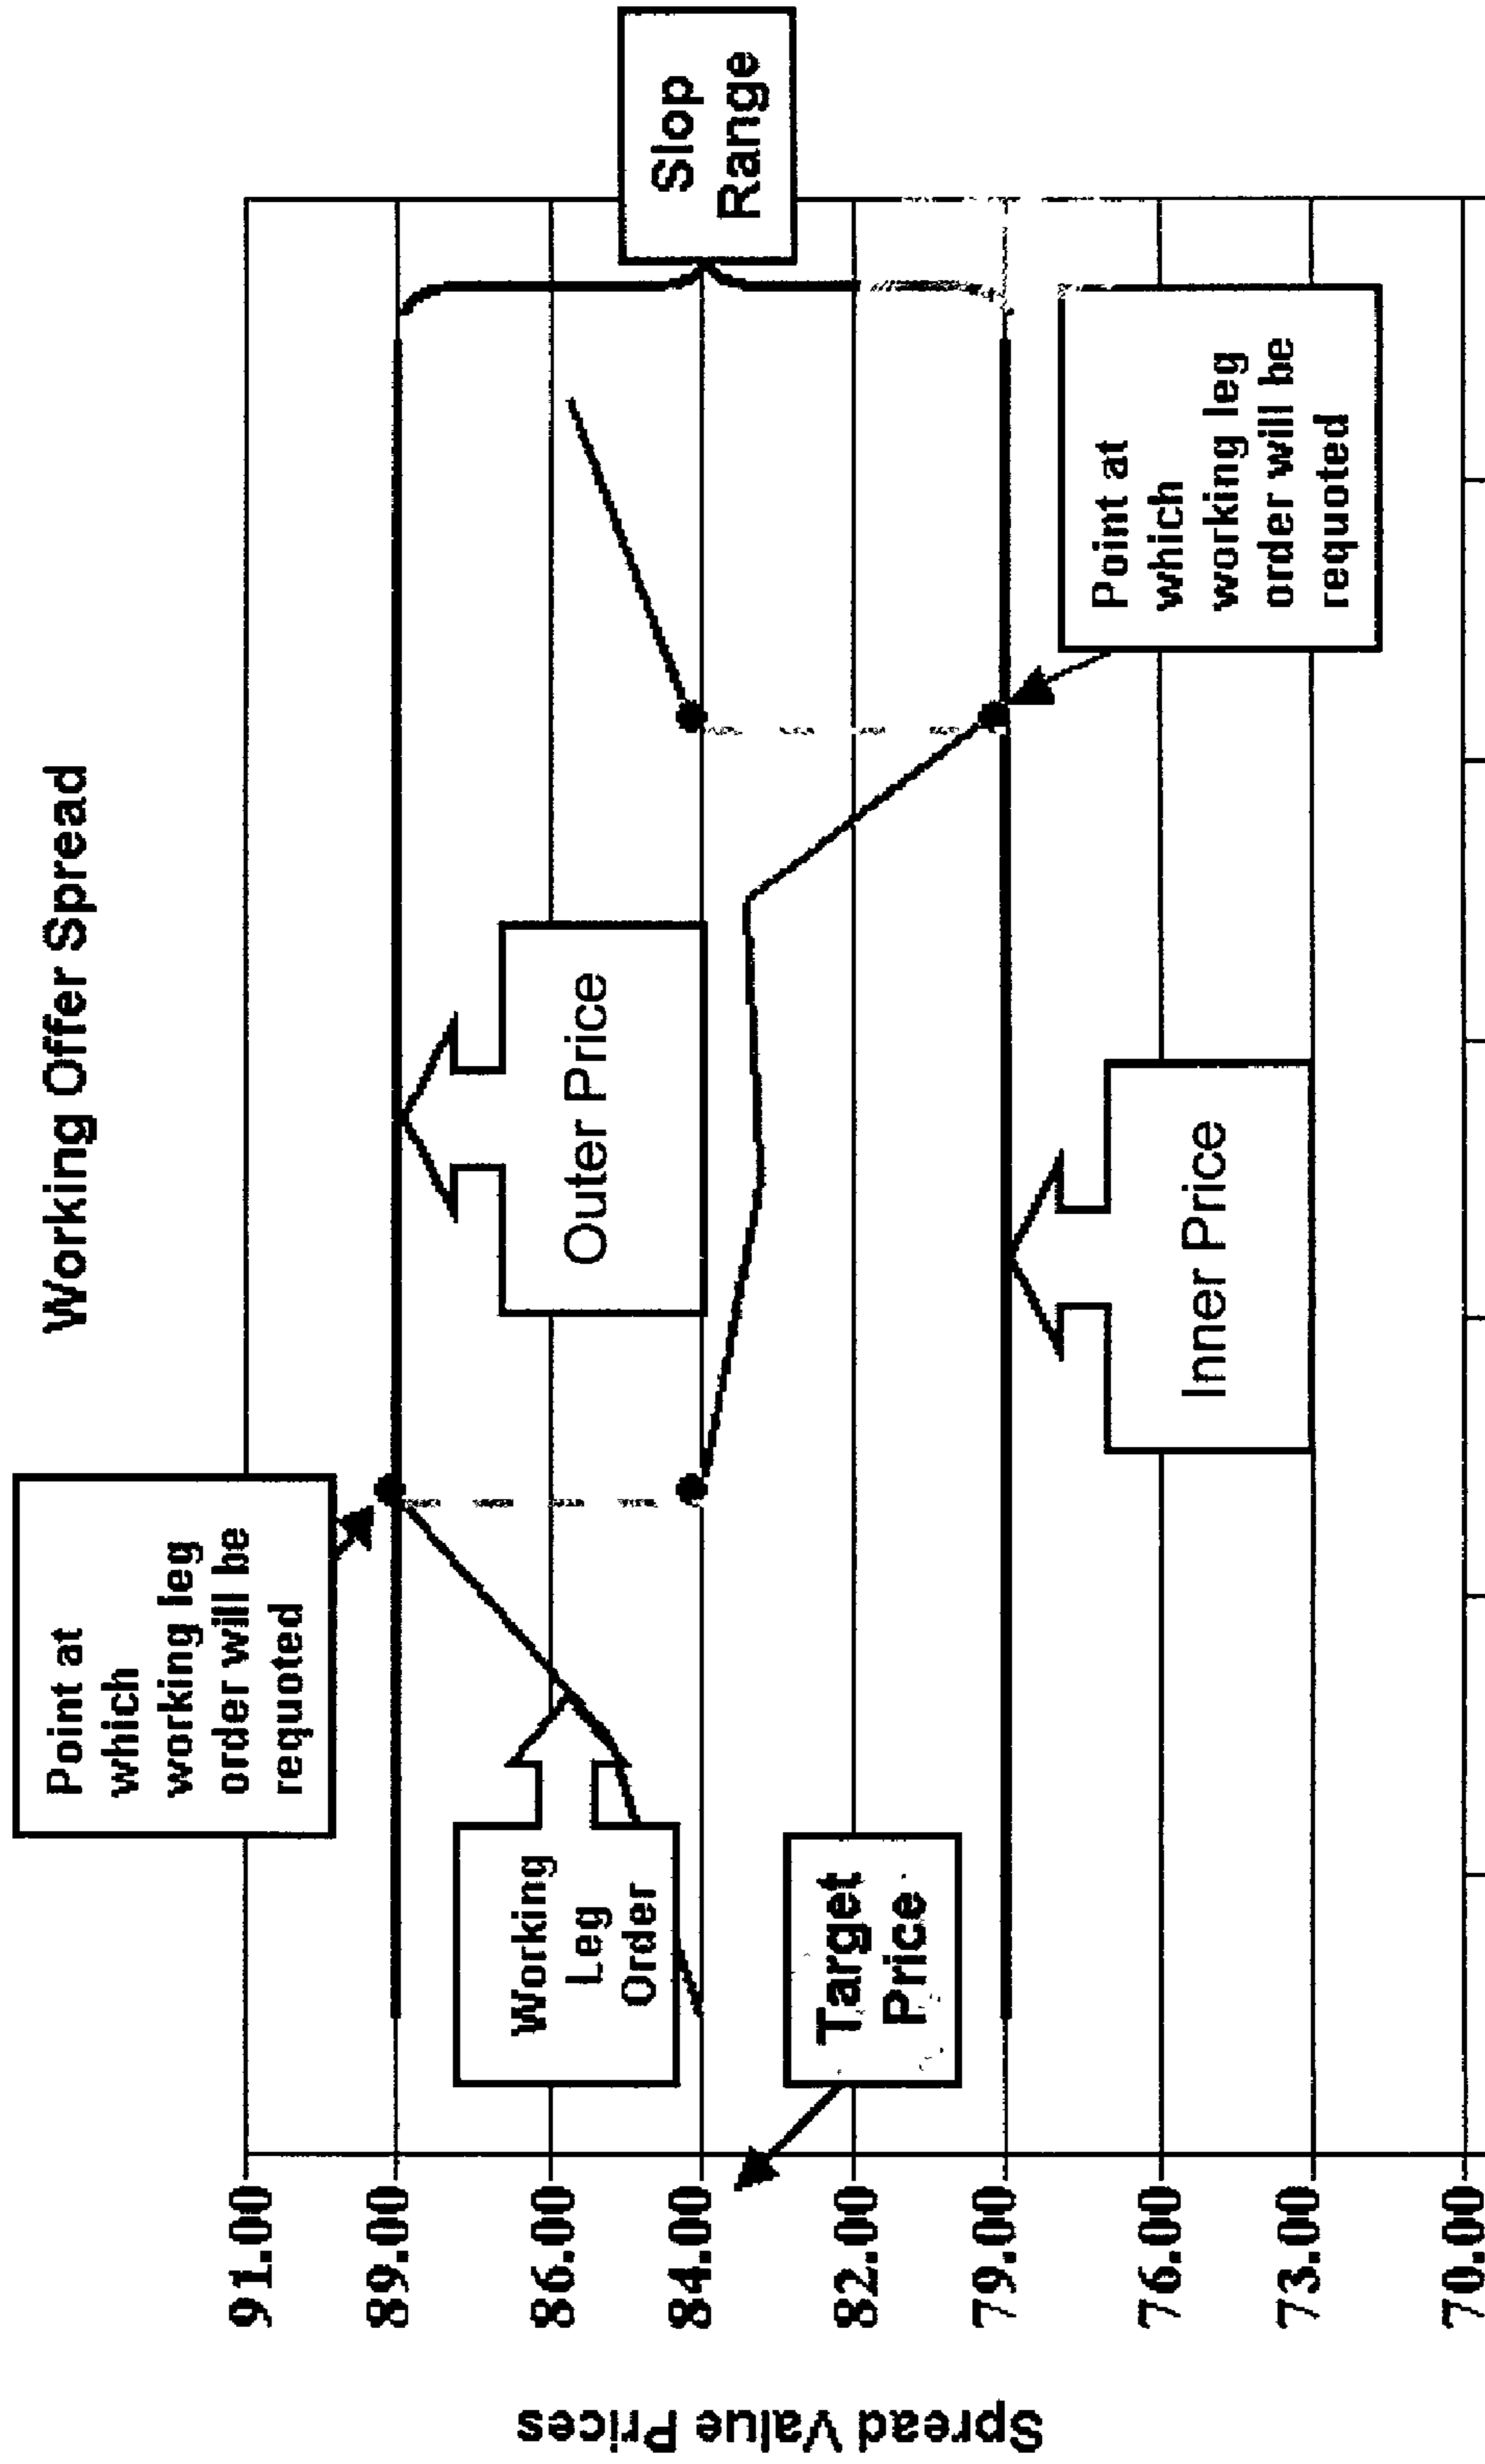 Working Offer Spread
Point at
which
working leg
order will be
requoted
Working
Leg
Order
Target
Price
Outer Price
Inner Price
Slop
Range
Point at
which
working leg
order will be
requoted
91.00
89.00
86.00
84.00
82.00
79.00
76.00
73.00
70.00
Spread Value Prices